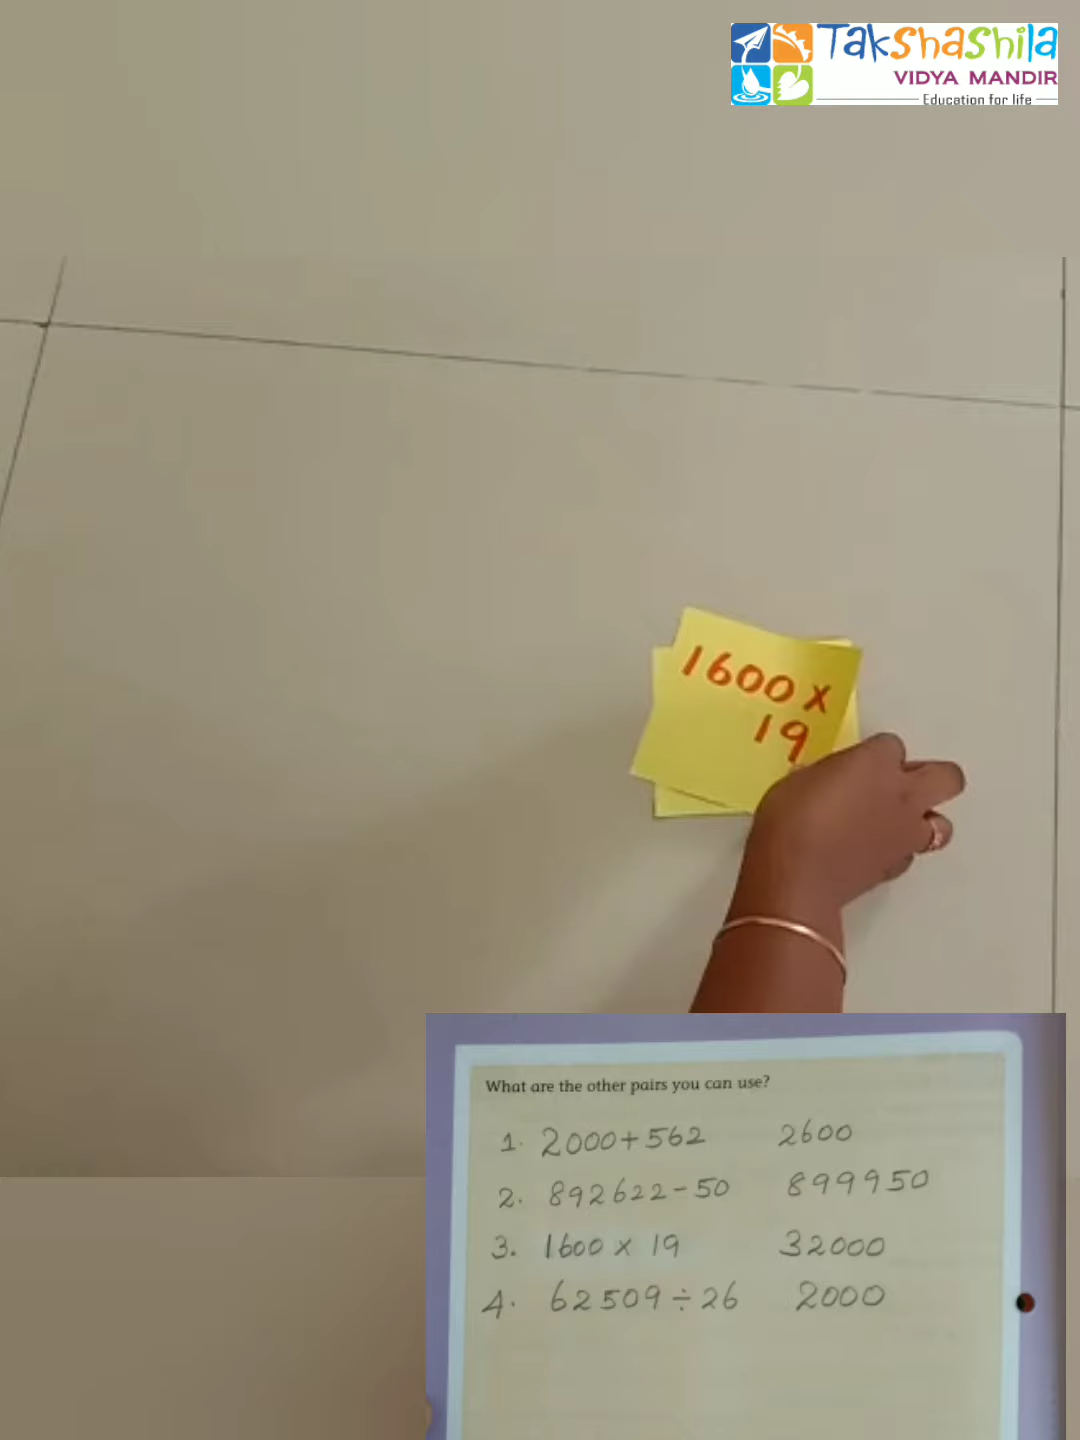 Takshashila
VIDYA MANDIR
Education for life
1600 x
19
What are the other pairs you can use?
1. 2000+562 2600
2. 892622-50 899950
3. 1600 x 19 32000
4. 62509÷26 2000